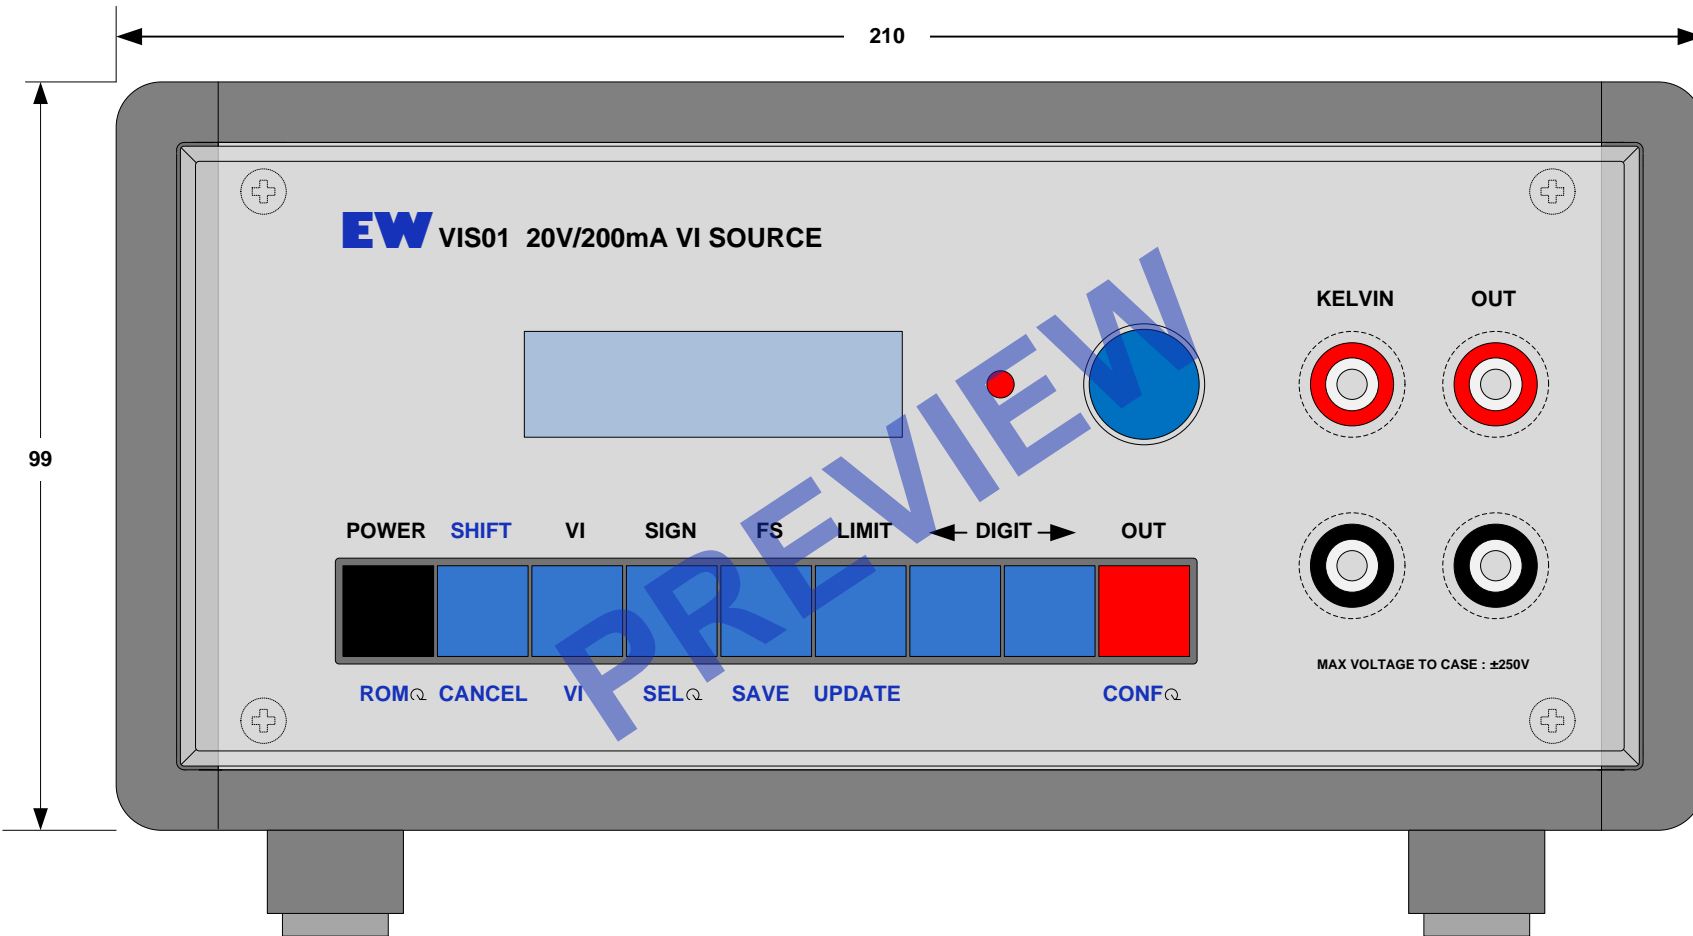 210
99
EW VIS01 20V/200mA VI SOURCE
KELVIN OUT
POWER SHIFT VI SIGN FS LIMIT DIGIT OUT
MAX VOLTAGE TO CASE : ±250V
ROM CANCEL VI SEL SAVE UPDATE CONF
PREVIEW